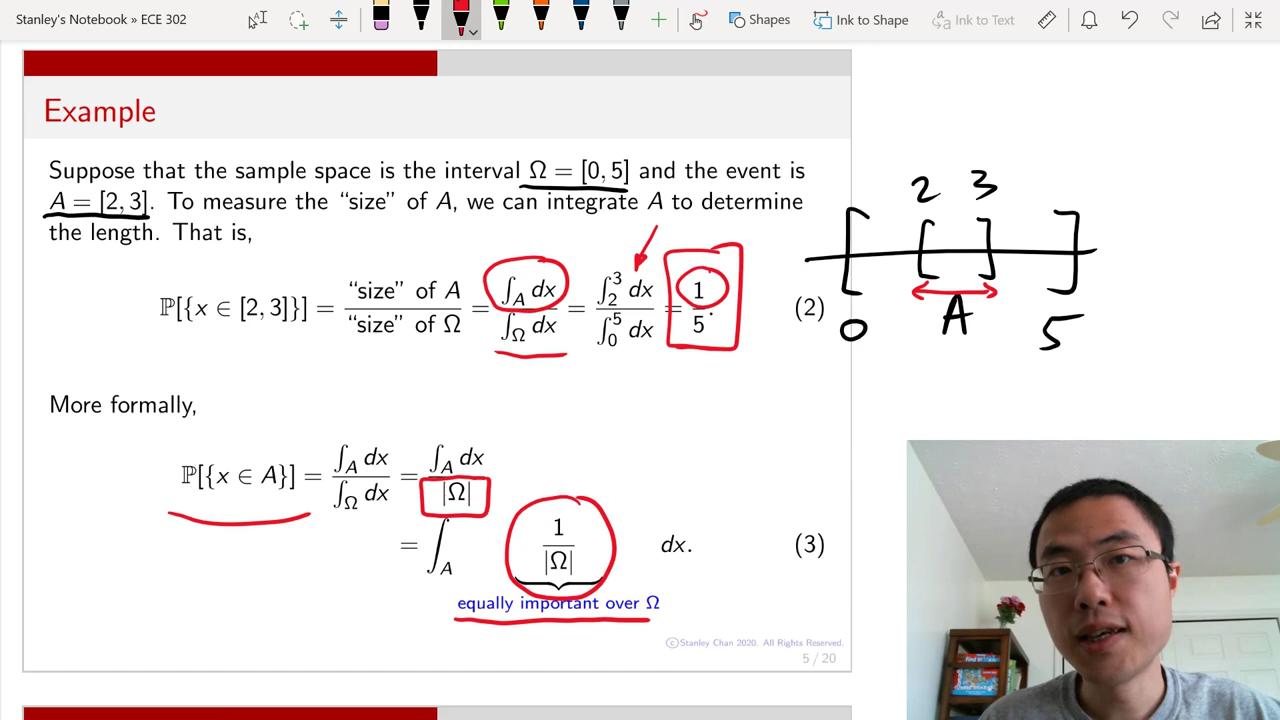 Stanley's Notebook » ECE 302
Shapes
Ink to Shape
Ink to Text
Example
Suppose that the sample space is the interval Ω = [0, 5] and the event is
A = [2, 3]. To measure the “size” of A, we can integrate A to determine
the length. That is,
ℙ[{x ∈ [2, 3]}] = “size” of A / “size” of Ω = ∫_A dx / ∫_Ω dx = ∫_2^3 dx / ∫_0^5 dx = 1/5. (2)
More formally,
ℙ[{x ∈ A}] = ∫_A dx / ∫_Ω dx = ∫_A dx / |Ω|
= ∫_A 1/|Ω| dx. (3)
equally important over Ω
©Stanley Chan 2020. All Rights Reserved.
5 / 20
2 3
A
0 5